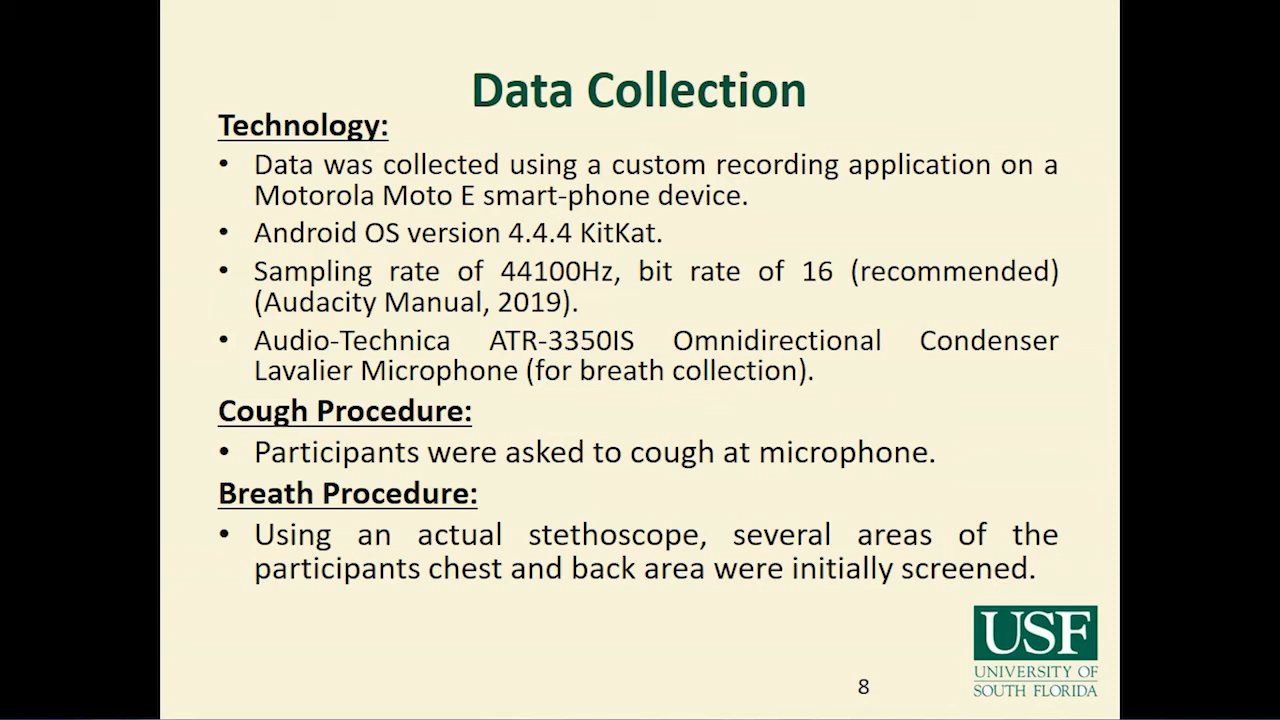 Data Collection
Technology:
• Data was collected using a custom recording application on a
Motorola Moto E smart-phone device.
• Android OS version 4.4.4 KitKat.
• Sampling rate of 44100Hz, bit rate of 16 (recommended)
(Audacity Manual, 2019).
• Audio-Technica ATR-3350IS Omnidirectional Condenser
Lavalier Microphone (for breath collection).
Cough Procedure:
• Participants were asked to cough at microphone.
Breath Procedure:
• Using an actual stethoscope, several areas of the
participants chest and back area were initially screened.
USF
UNIVERSITY OF
SOUTH FLORIDA
8